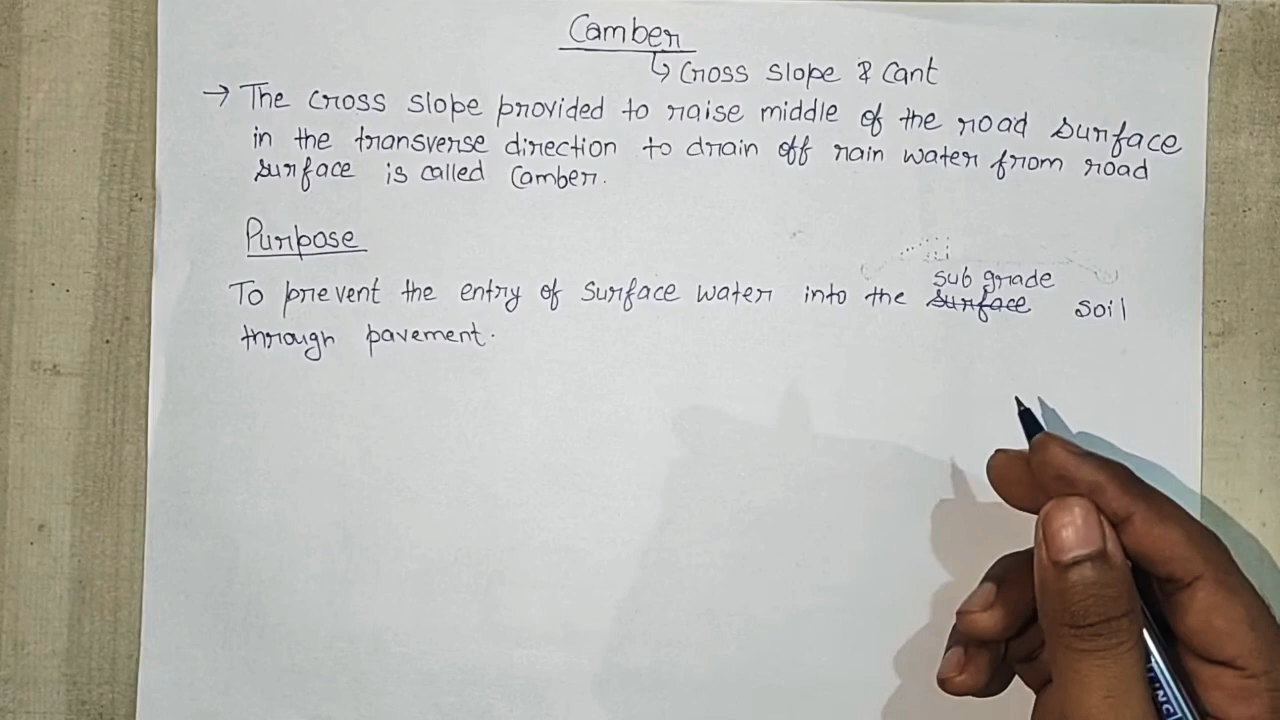 Camber
↳ Cross slope & Cant
→ The cross slope provided to raise middle of the road surface
in the transverse direction to drain off rain water from road
surface is called Camber.
Purpose
To prevent the entry of surface water into the sub grade ~~surface~~ soil
through pavement.